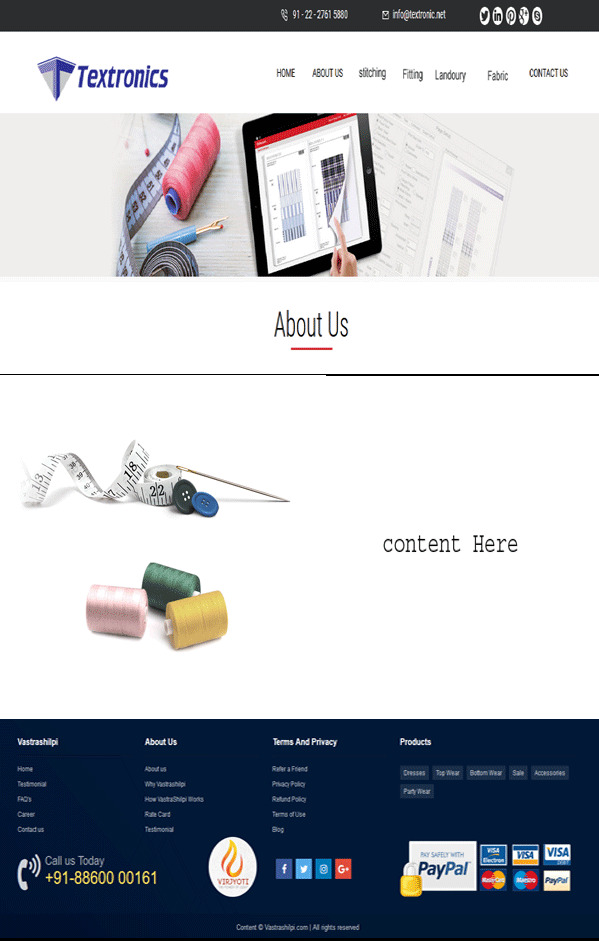 91 - 22 - 2761 5880 info@textronic.net
Textronics
HOME ABOUT US stitching Fitting Landoury Fabric CONTACT US
About Us
content Here
Vastrashilpi About Us Terms And Privacy Products
Home About us Refer a Friend Dresses Top Wear Bottom Wear Sale Accessories
Testimonial Why Vastrashilpi Privacy Policy
FAQ's How VastraShilpi Works Refund Policy Party Wear
Career Rate Card Terms of Use
Contact us Testimonial Blog
Call us Today
+91-88600 00161
VIRJYOTI
PAY SAFELY WITH
PayPal
VISA Electron VISA VISA DEBIT
MasterCard Maestro PayPal
Content © Vastrashilpi.com | All rights reserved